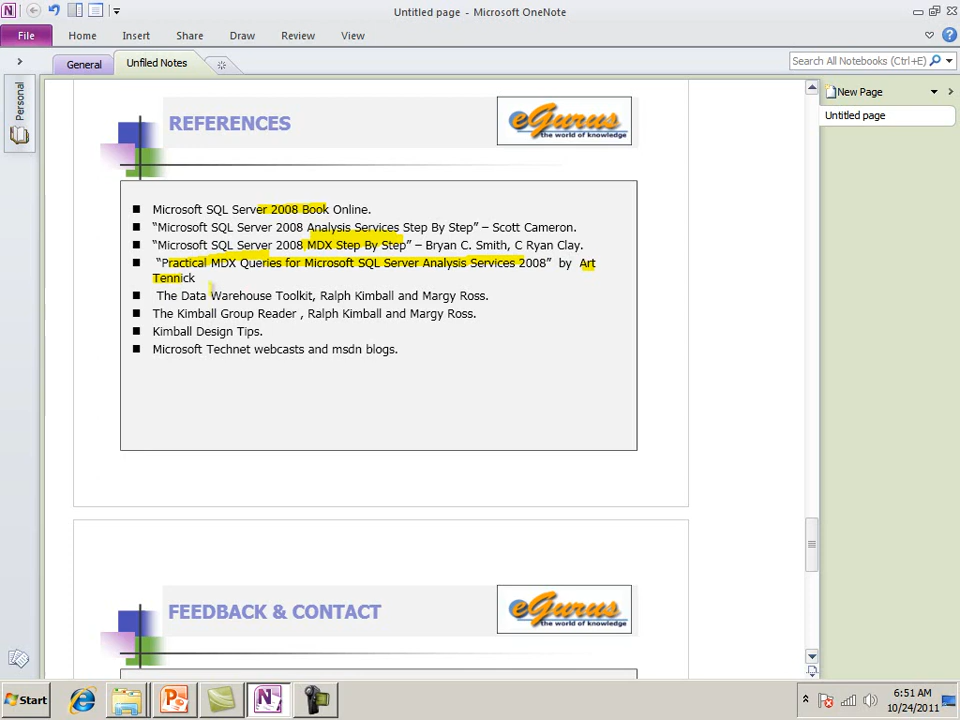 Untitled page - Microsoft OneNote
File Home Insert Share Draw Review View
General Unfiled Notes Search All Notebooks (Ctrl+E)
Personal
New Page
Untitled page
REFERENCES
eGurus
the world of knowledge
Microsoft SQL Server 2008 Book Online.
“Microsoft SQL Server 2008 Analysis Services Step By Step” – Scott Cameron.
“Microsoft SQL Server 2008 MDX Step By Step” – Bryan C. Smith, C Ryan Clay.
“Practical MDX Queries for Microsoft SQL Server Analysis Services 2008” by Art
Tennick
The Data Warehouse Toolkit, Ralph Kimball and Margy Ross.
The Kimball Group Reader , Ralph Kimball and Margy Ross.
Kimball Design Tips.
Microsoft Technet webcasts and msdn blogs.
FEEDBACK & CONTACT
eGurus
the world of knowledge
Start
6:51 AM
10/24/2011